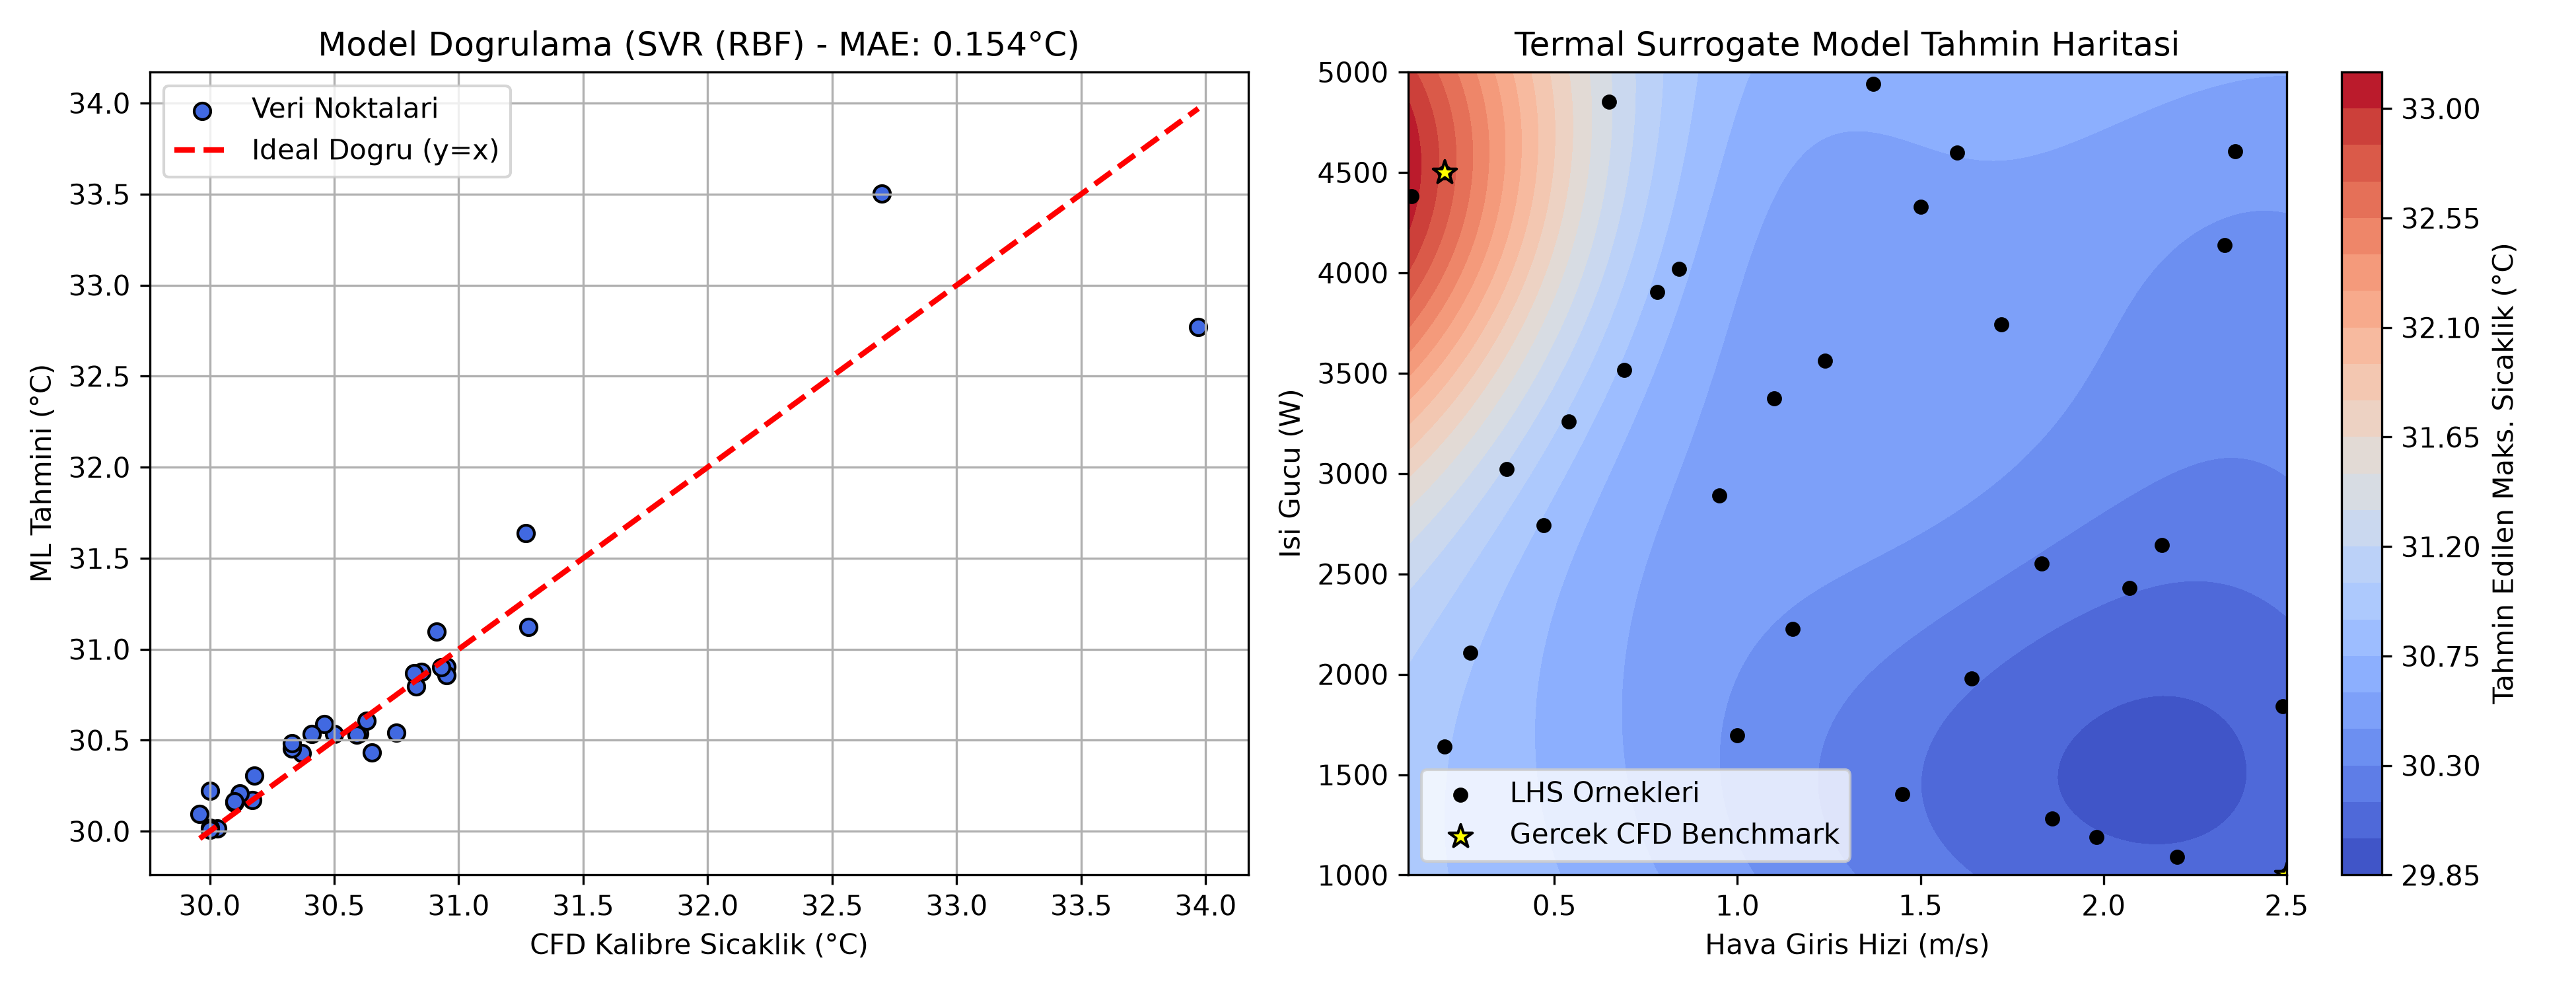 Model Dogrulama (SVR (RBF) - MAE: 0.154°C)
Veri Noktalari
Ideal Dogru (y=x)
ML Tahmini (°C)
34.0
33.5
33.0
32.5
32.0
31.5
31.0
30.5
30.0
30.0 30.5 31.0 31.5 32.0 32.5 33.0 33.5 34.0
CFD Kalibre Sicaklik (°C)
Termal Surrogate Model Tahmin Haritasi
Isi Gucu (W)
5000
4500
4000
3500
3000
2500
2000
1500
1000
LHS Ornekleri
Gercek CFD Benchmark
0.5 1.0 1.5 2.0 2.5
Hava Giris Hizi (m/s)
33.00
32.55
32.10
31.65
31.20
30.75
30.30
29.85
Tahmin Edilen Maks. Sicaklik (°C)